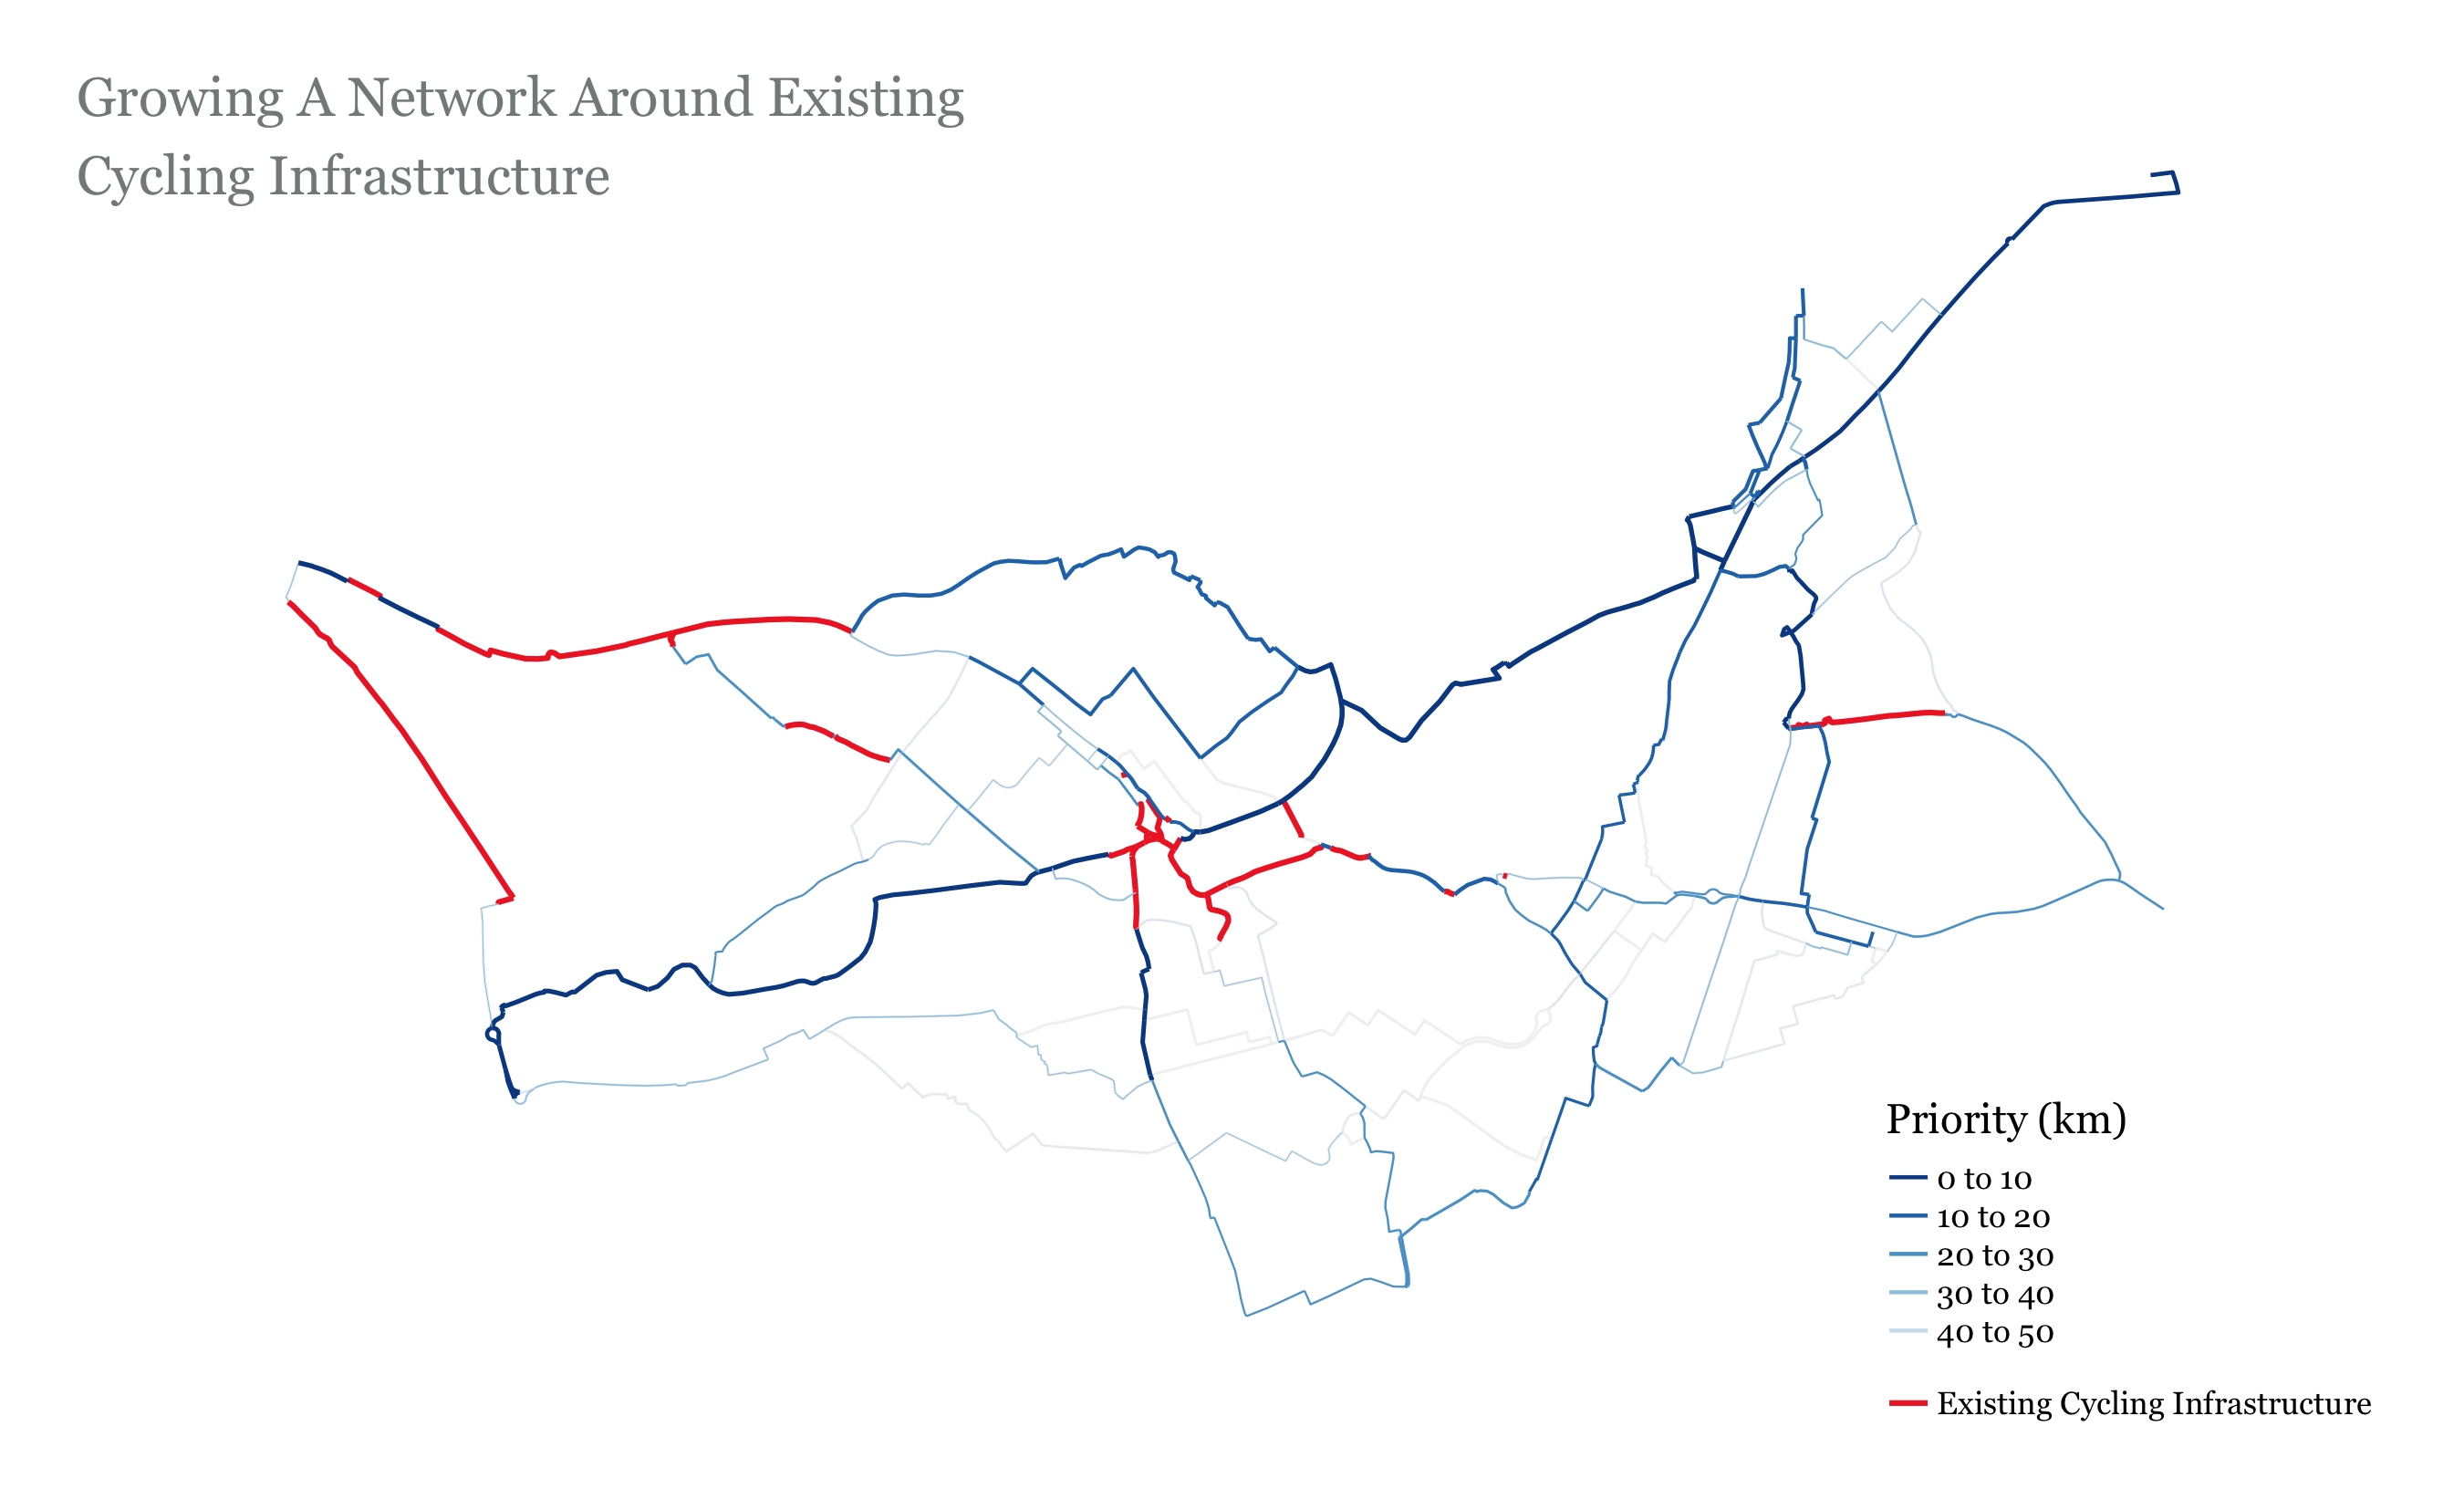 Growing A Network Around Existing
Cycling Infrastructure
Priority (km)
0 to 10
10 to 20
20 to 30
30 to 40
40 to 50
Existing Cycling Infrastructure